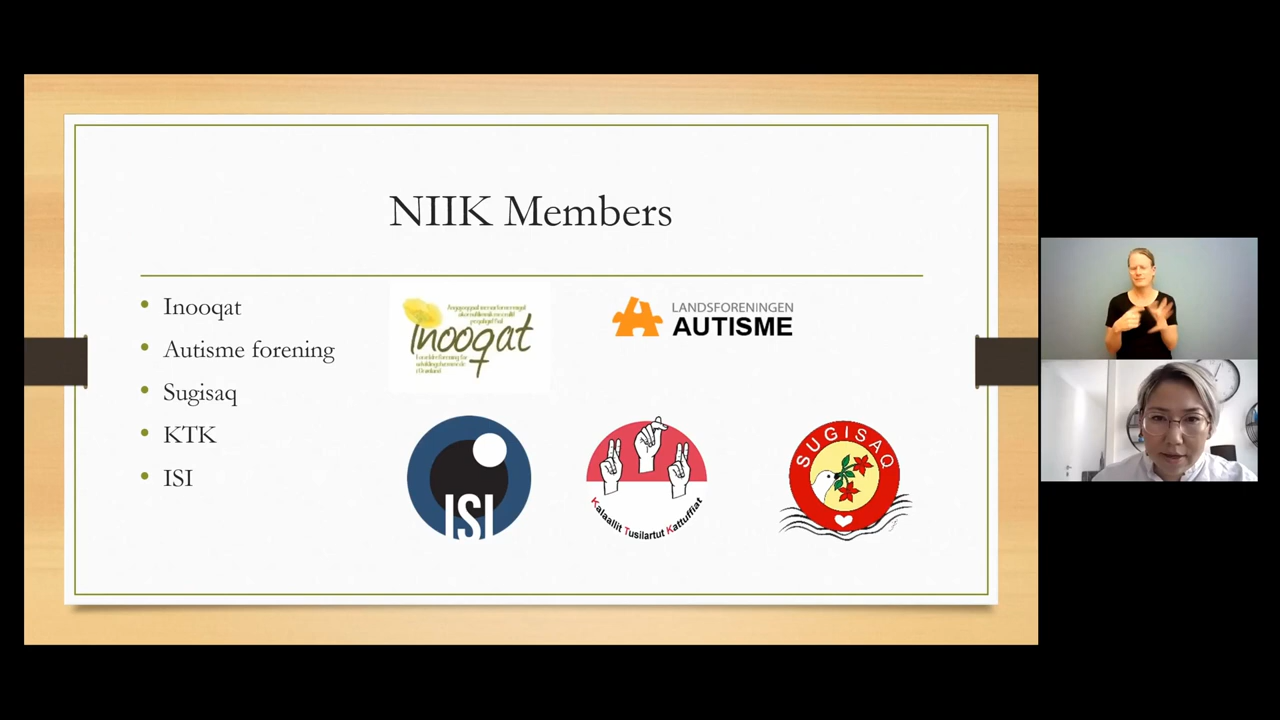 NIIK Members
• Inooqat
• Autisme forening
• Sugisaq
• KTK
• ISI
Inooqat
LANDSFORENINGEN
AUTISME
ISI
Kalaallit Tusilartut Kattuffiat
SUGISAQ